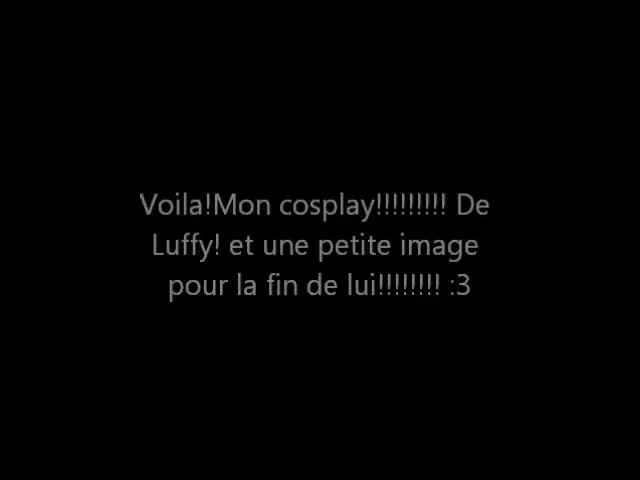 Voila!Mon cosplay!!!!!!!!! De
Luffy! et une petite image
pour la fin de lui!!!!!!!! :3